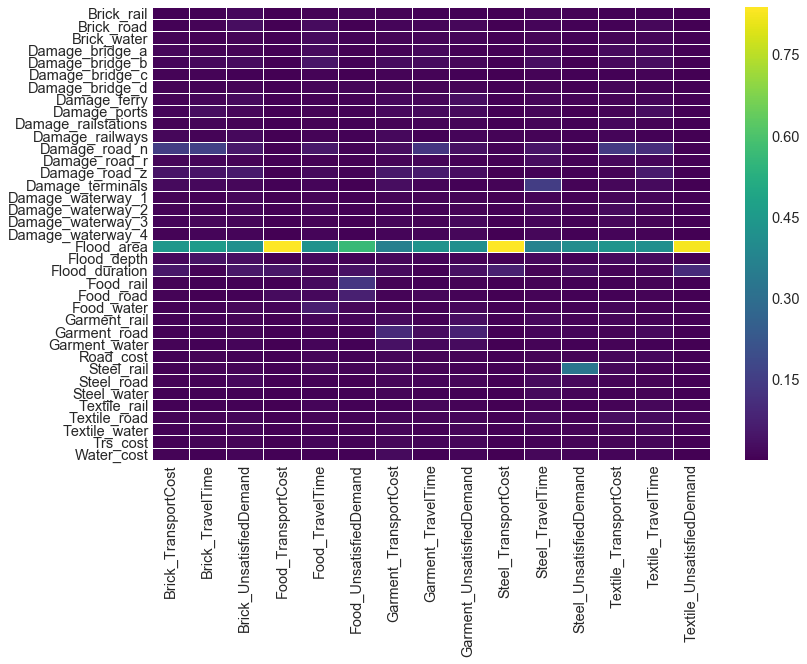 Brick_rail
Brick_road
Brick_water
Damage_bridge_a
Damage_bridge_b
Damage_bridge_c
Damage_bridge_d
Damage_ferry
Damage_ports
Damage_railstations
Damage_railways
Damage_road_n
Damage_road_r
Damage_road_z
Damage_terminals
Damage_waterway_1
Damage_waterway_2
Damage_waterway_3
Damage_waterway_4
Flood_area
Flood_depth
Flood_duration
Food_rail
Food_road
Food_water
Garment_rail
Garment_road
Garment_water
Road_cost
Steel_rail
Steel_road
Steel_water
Textile_rail
Textile_road
Textile_water
Trs_cost
Water_cost
Brick_TransportCost
Brick_TravelTime
Brick_UnsatisfiedDemand
Food_TransportCost
Food_TravelTime
Food_UnsatisfiedDemand
Garment_TransportCost
Garment_TravelTime
Garment_UnsatisfiedDemand
Steel_TransportCost
Steel_TravelTime
Steel_UnsatisfiedDemand
Textile_TransportCost
Textile_TravelTime
Textile_UnsatisfiedDemand
0.75
0.60
0.45
0.30
0.15